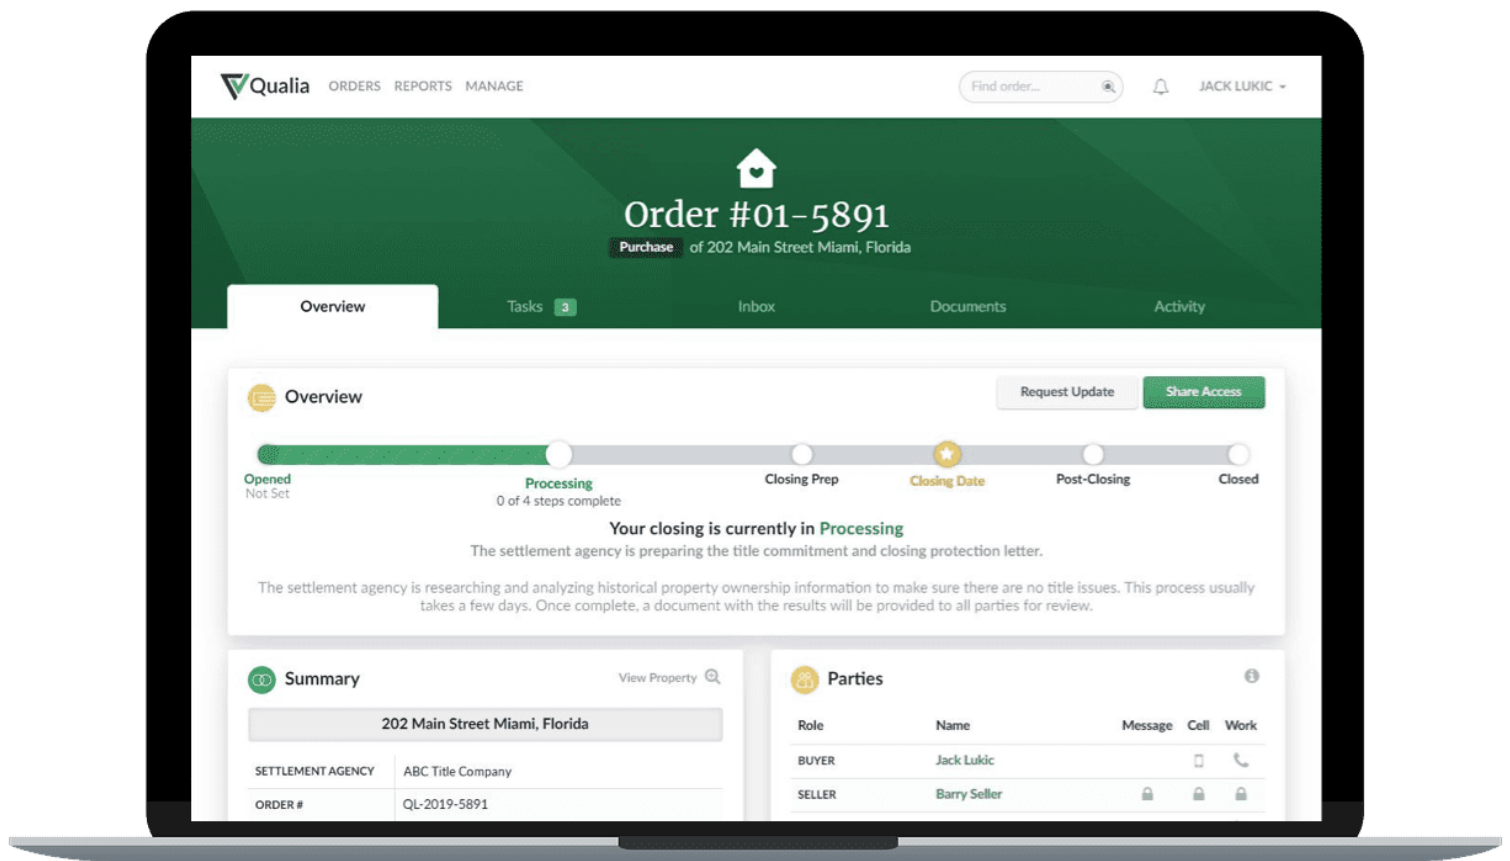 Qualia ORDERS REPORTS MANAGE Find order... JACK LUKIC
Order #01-5891
Purchase of 202 Main Street Miami, Florida
Overview Tasks 3 Inbox Documents Activity
Overview Request Update Share Access
Opened Processing Closing Prep Closing Date Post-Closing Closed
Not Set 0 of 4 steps complete
Your closing is currently in Processing
The settlement agency is preparing the title commitment and closing protection letter.
The settlement agency is researching and analyzing historical property ownership information to make sure there are no title issues. This process usually
takes a few days. Once complete, a document with the results will be provided to all parties for review.
Summary View Property
202 Main Street Miami, Florida
SETTLEMENT AGENCY ABC Title Company
ORDER # QL-2019-5891
Parties
Role Name Message Cell Work
BUYER Jack Lukic
SELLER Barry Seller